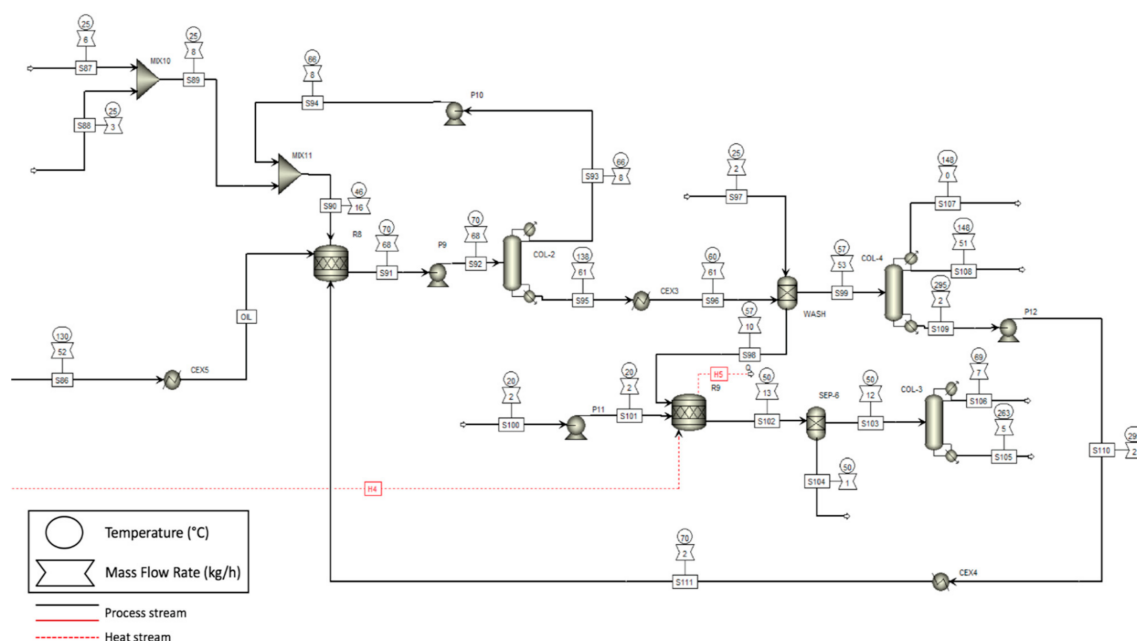 25
6
S87
MIX10
25
8
S89
S88
25
3
66
8
S94
P10
MIX11
S93
66
8
46
16
S90
R8
70
68
S91
P9
70
68
S92
COL-2
138
61
S95
CEX3
60
61
S96
25
2
S97
WASH
57
53
S99
COL-4
148
0
S107
148
51
S108
295
2
S109
P12
OIL
130
52
S86
CEX5
57
10
S98
H5
Q
R9
20
2
S100
P11
20
2
S101
50
13
S102
SEP-6
50
12
S103
COL-3
69
7
S106
263
5
S105
S110
2
H4
S104
50
1
70
2
S111
CEX4
Temperature (°C)
Mass Flow Rate (kg/h)
Process stream
Heat stream